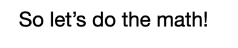 So let’s do the math!